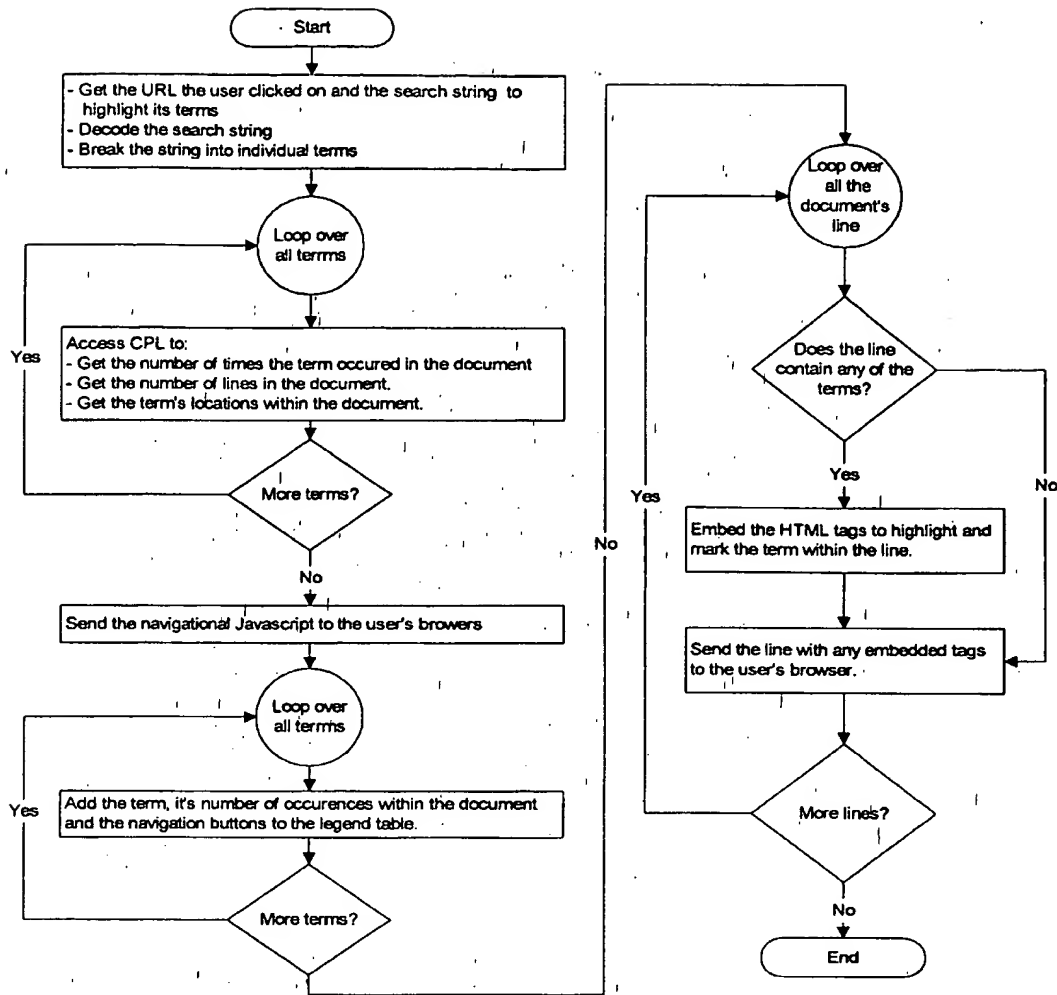 Start
- Get the URL the user clicked on and the search string to
highlight its terms
- Decode the search string
- Break the string into individual terms
Loop over
all terms
Access CPL to:
- Get the number of times the term occured in the document
- Get the number of lines in the document.
- Get the term's locations within the document.
Yes
More terms?
No
Send the navigational Javascript to the user's browers
Loop over
all terms
Add the term, it's number of occurences within the document
and the navigation buttons to the legend table.
Yes
More terms?
No
Loop over
all the
document's
line
Does the line
contain any of the
terms?
Yes
No
Embed the HTML tags to highlight and
mark the term within the line.
Send the line with any embedded tags
to the user's browser.
Yes
More lines?
No
End